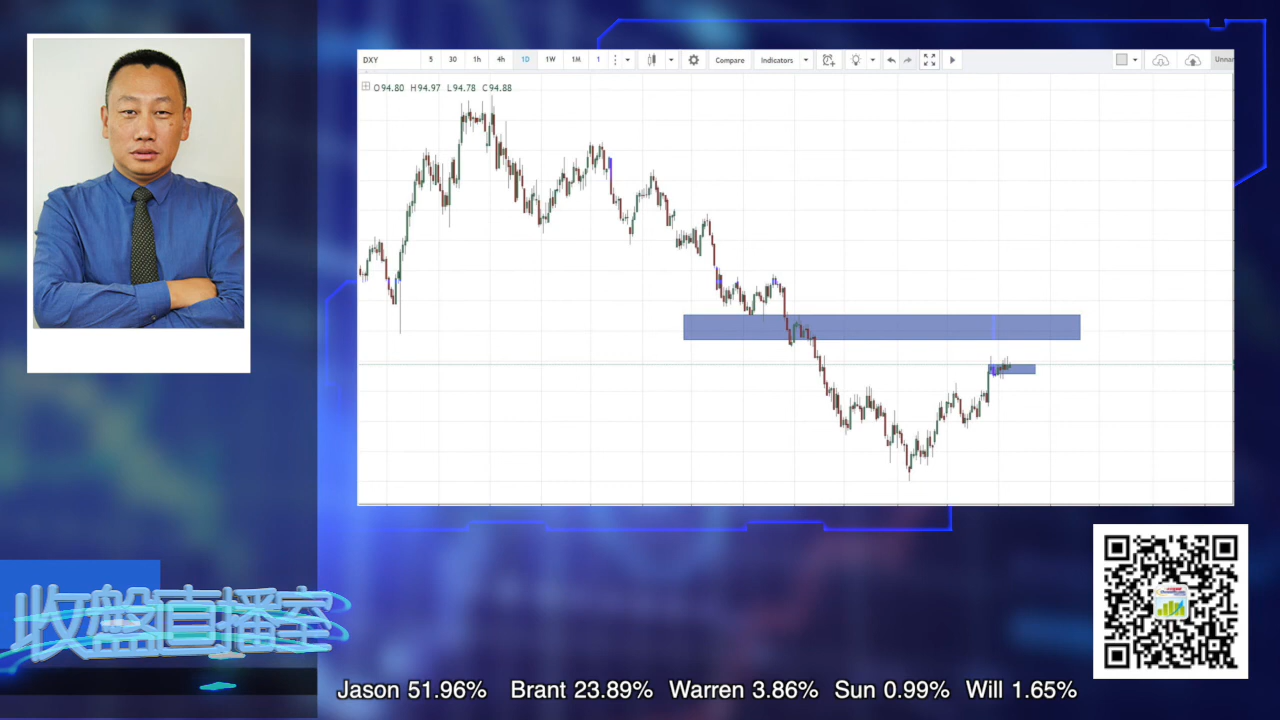 DXY 5 30 1h 4h 1D 1W 1M 1 Compare Indicators Unnan
O94.80 H94.97 L94.78 C94.88
收盘直播室
Jason 51.96% Brant 23.89% Warren 3.86% Sun 0.99% Will 1.65%